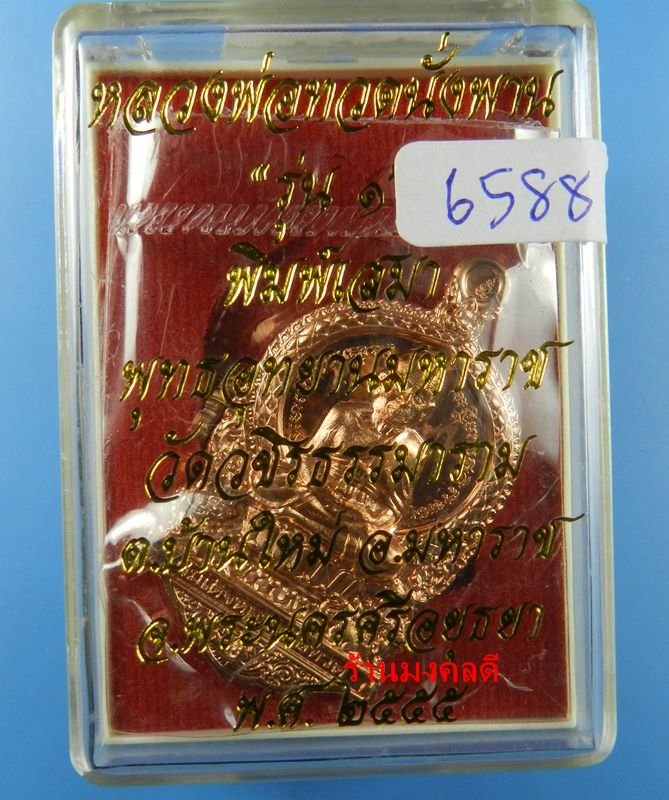 หลวงพ่อทวดนั่งพาน
"รุ่น ๑"
6588
พิมพ์เสมา
พุทธอุทยานมหาราช
วัดวชิรธรรมาราม
ต.บ้านใหม่ อ.มหาราช
จ.พระนครศรีอยุธยา
ร้านมงคลดี
พ.ศ. ๒๕๕๕